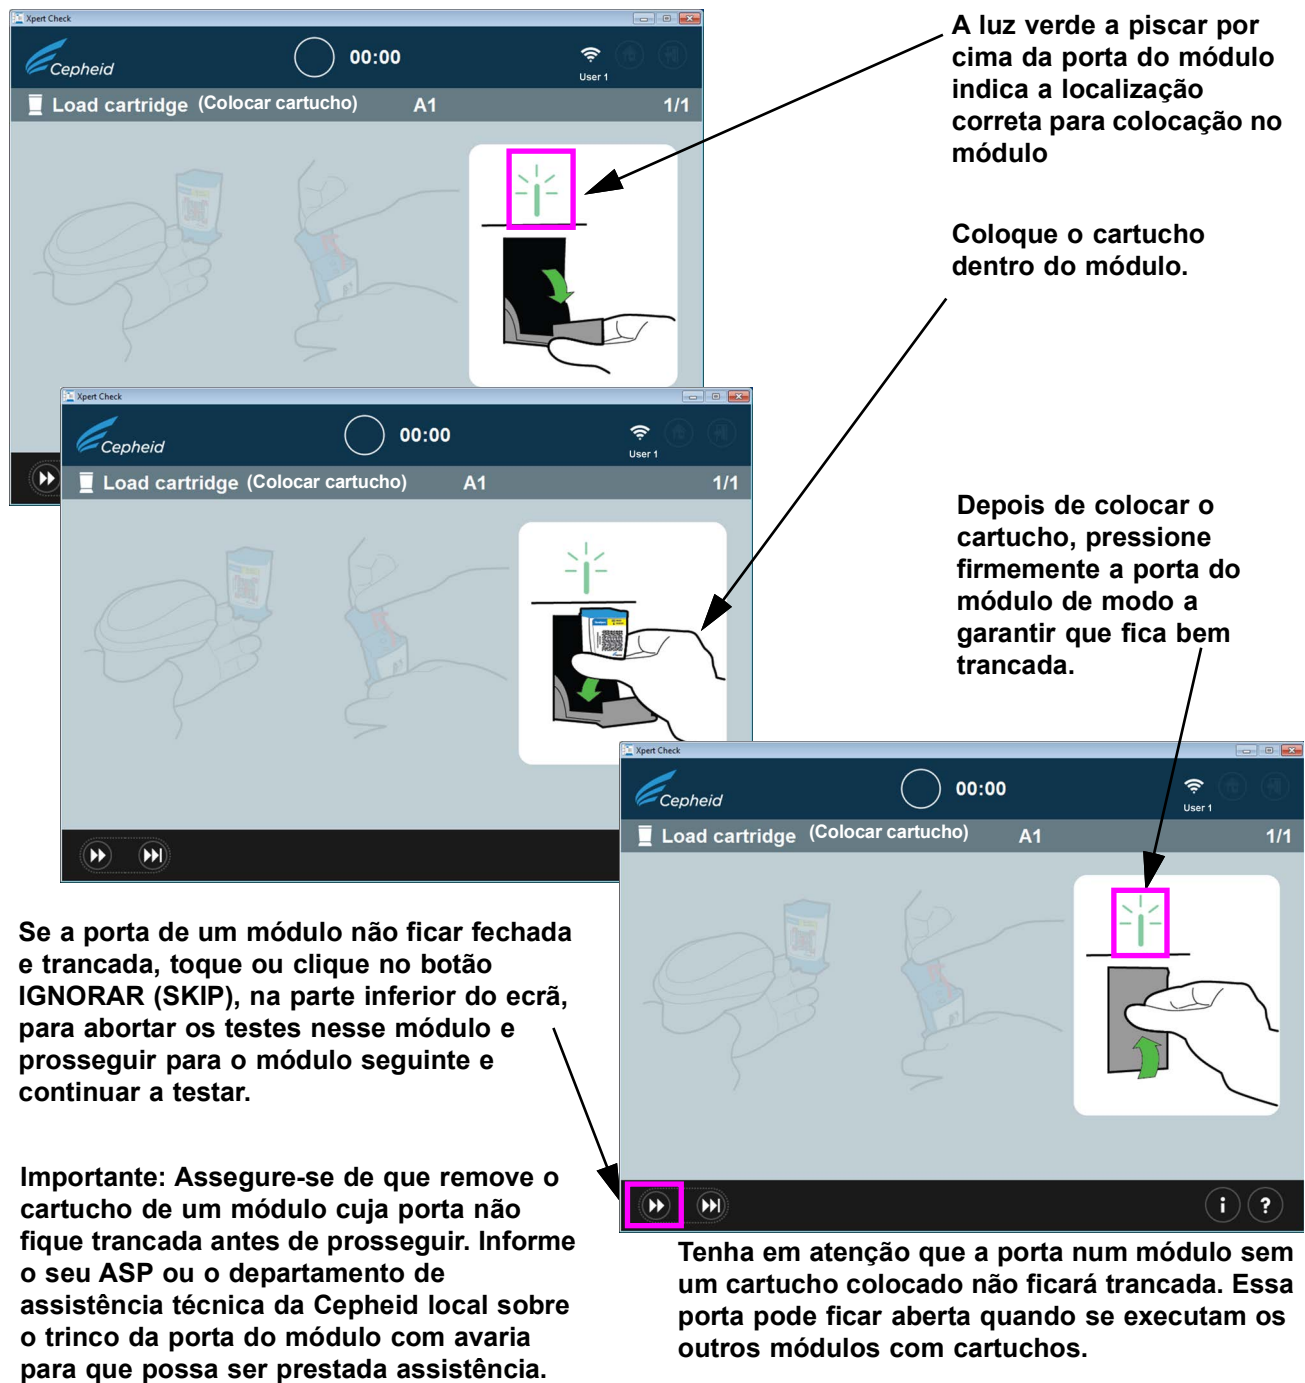 Xpert Check
Cepheid
00:00
User 1
Load cartridge (Colocar cartucho) A1 1/1
A luz verde a piscar por
cima da porta do módulo
indica a localização
correta para colocação no
módulo
Coloque o cartucho
dentro do módulo.
Xpert Check
Cepheid
00:00
User 1
Load cartridge (Colocar cartucho) A1 1/1
Depois de colocar o
cartucho, pressione
firmemente a porta do
módulo de modo a
garantir que fica bem
trancada.
Xpert Check
Cepheid
00:00
User 1
Load cartridge (Colocar cartucho) A1 1/1
Se a porta de um módulo não ficar fechada
e trancada, toque ou clique no botão
IGNORAR (SKIP), na parte inferior do ecrã,
para abortar os testes nesse módulo e
prosseguir para o módulo seguinte e
continuar a testar.
Importante: Assegure-se de que remove o
cartucho de um módulo cuja porta não
fique trancada antes de prosseguir. Informe
o seu ASP ou o departamento de
assistência técnica da Cepheid local sobre
o trinco da porta do módulo com avaria
para que possa ser prestada assistência.
i ?
Tenha em atenção que a porta num módulo sem
um cartucho colocado não ficará trancada. Essa
porta pode ficar aberta quando se executam os
outros módulos com cartuchos.